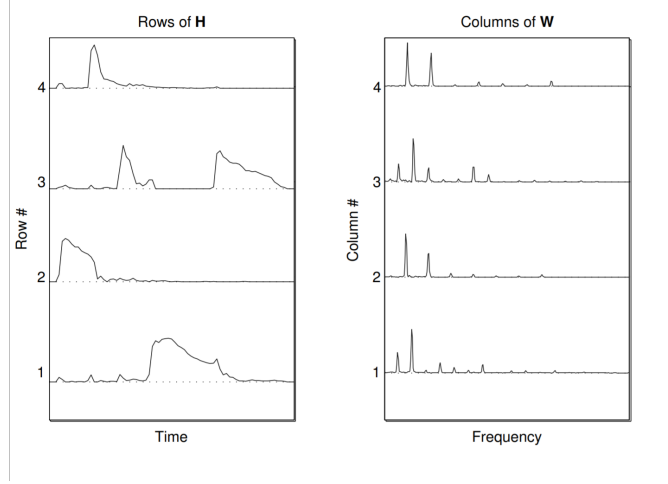 Rows of H
4
3
2
1
Row #
Time
Columns of W
4
3
2
1
Column #
Frequency